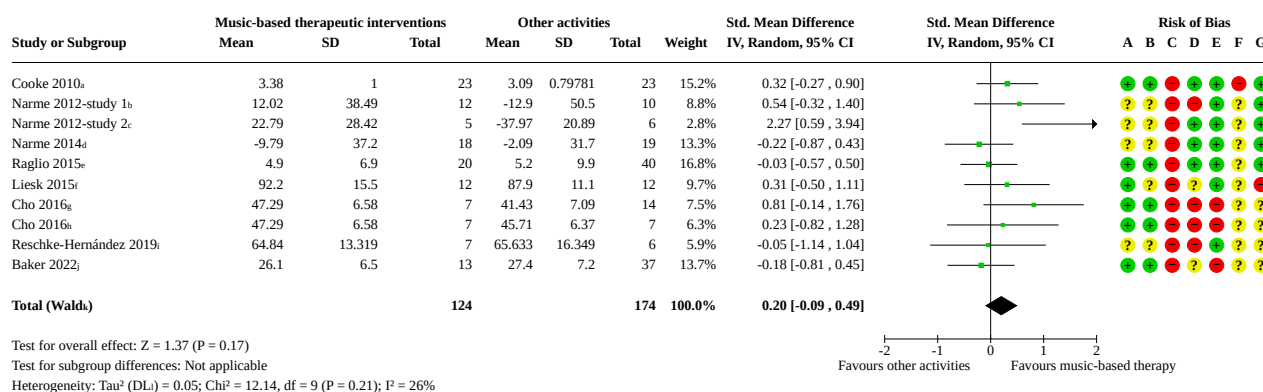 Music-based therapeutic interventions Other activities Std. Mean Difference Std. Mean Difference Risk of Bias
Study or Subgroup Mean SD Total Mean SD Total Weight IV, Random, 95% CI IV, Random, 95% CI A B C D E F G
Cooke 2010a 3.38 1 23 3.09 0.79781 23 15.2% 0.32 [-0.27 , 0.90] + + − + + − +
Narme 2012-study 1b 12.02 38.49 12 -12.9 50.5 10 8.8% 0.54 [-0.32 , 1.40] ? ? − − + ? +
Narme 2012-study 2c 22.79 28.42 5 -37.97 20.89 6 2.8% 2.27 [0.59 , 3.94] ? ? − + + ? +
Narme 2014d -9.79 37.2 18 -2.09 31.7 19 13.3% -0.22 [-0.87 , 0.43] ? ? − + + ? +
Raglio 2015e 4.9 6.9 20 5.2 9.9 40 16.8% -0.03 [-0.57 , 0.50] + + − + + ? +
Liesk 2015f 92.2 15.5 12 87.9 11.1 12 9.7% 0.31 [-0.50 , 1.11] + ? − ? + ? −
Cho 2016g 47.29 6.58 7 41.43 7.09 14 7.5% 0.81 [-0.14 , 1.76] + + − − − ? ?
Cho 2016h 47.29 6.58 7 45.71 6.37 7 6.3% 0.23 [-0.82 , 1.28] + + − − − ? ?
Reschke-Hernández 2019i 64.84 13.319 7 65.633 16.349 6 5.9% -0.05 [-1.14 , 1.04] ? ? − − + ? ?
Baker 2022j 26.1 6.5 13 27.4 7.2 37 13.7% -0.18 [-0.81 , 0.45] + + − ? − ? ?
Total (Waldk) 124 174 100.0% 0.20 [-0.09 , 0.49]
Test for overall effect: Z = 1.37 (P = 0.17)
-2 -1 0 1 2
Test for subgroup differences: Not applicable
Favours other activities Favours music-based therapy
Heterogeneity: Tau² (DLl) = 0.05; Chi² = 12.14, df = 9 (P = 0.21); I² = 26%